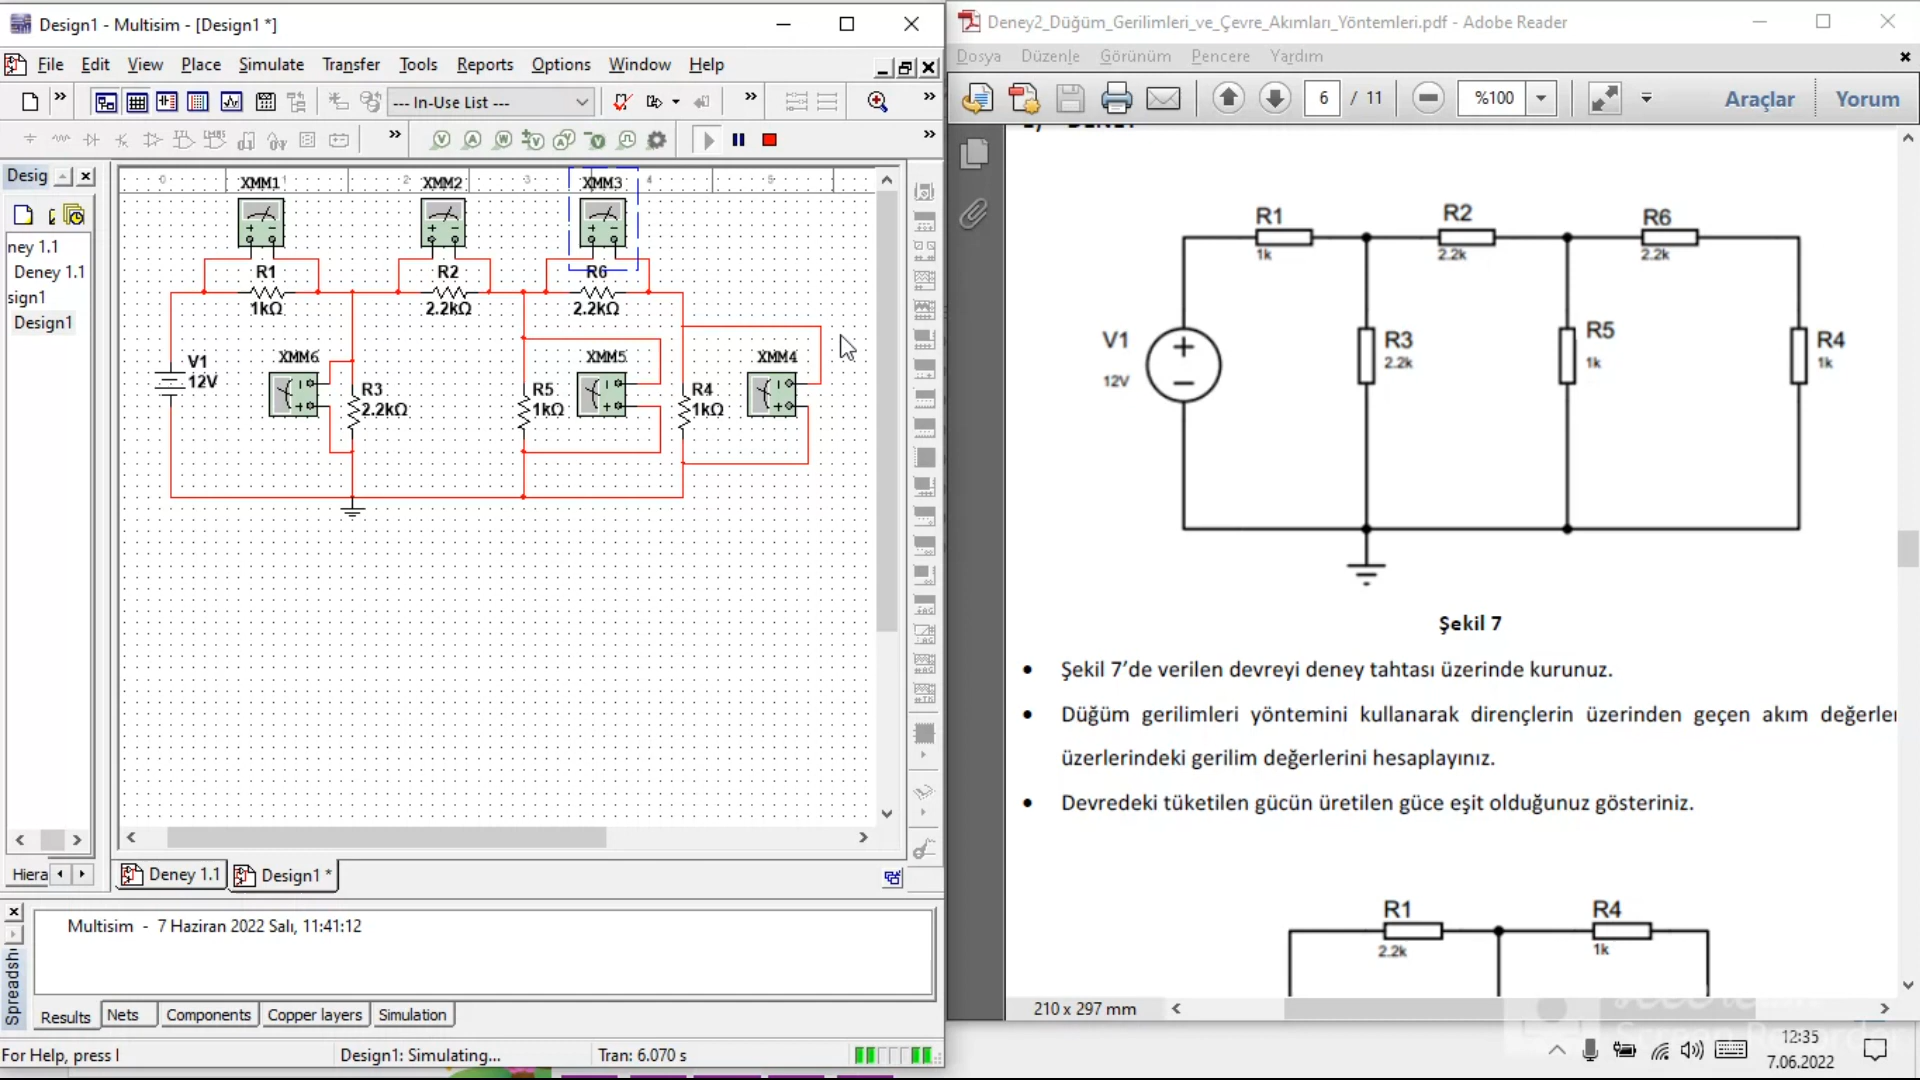 Design1 - Multisim - [Design1 *]
File Edit View Place Simulate Transfer Tools Reports Options Window Help
--- In-Use List ---
Desig
ney 1.1
Deney 1.1
sign1
Design1
Hiera
XMM1 XMM2 XMM3
R1 R2 R6
1kΩ 2.2kΩ 2.2kΩ
V1
12V
XMM6 XMM5 XMM4
R3
2.2kΩ
R5
1kΩ
R4
1kΩ
Deney 1.1 Design1 *
Multisim - 7 Haziran 2022 Salı, 11:41:12
Spreadsh
Results Nets Components Copper layers Simulation
For Help, press I Design1: Simulating... Tran: 6.070 s
Deney2_Düğüm_Gerilimleri_ve_Çevre_Akımları_Yöntemleri.pdf - Adobe Reader
Dosya Düzenle Görünüm Pencere Yardım
6 / 11 %100 Araçlar Yorum
R1 R2 R6
1k 2.2k 2.2k
V1
12V
R3
2.2k
R5
1k
R4
1k
Şekil 7
• Şekil 7’de verilen devreyi deney tahtası üzerinde kurunuz.
• Düğüm gerilimleri yöntemini kullanarak dirençlerin üzerinden geçen akım değerler
üzerlerindeki gerilim değerlerini hesaplayınız.
• Devredeki tüketilen gücün üretilen güce eşit olduğunuz gösteriniz.
R1 R4
2.2k 1k
210 x 297 mm
12:35
7.06.2022